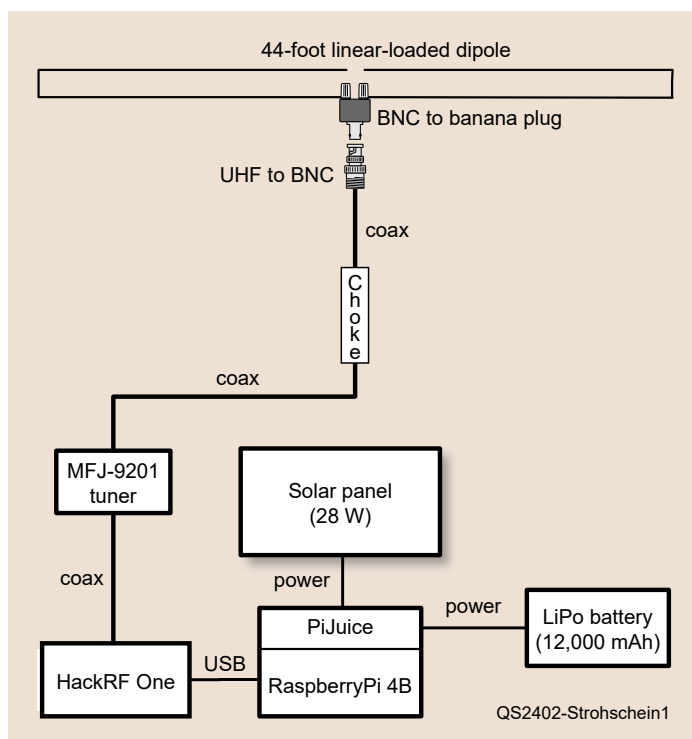 44-foot linear-loaded dipole
BNC to banana plug
UHF to BNC
coax
Choke
coax
MFJ-9201
tuner
Solar panel
(28 W)
coax
power
power
LiPo battery
(12,000 mAh)
PiJuice
USB
HackRF One
RaspberryPi 4B
QS2402-Strohschein1